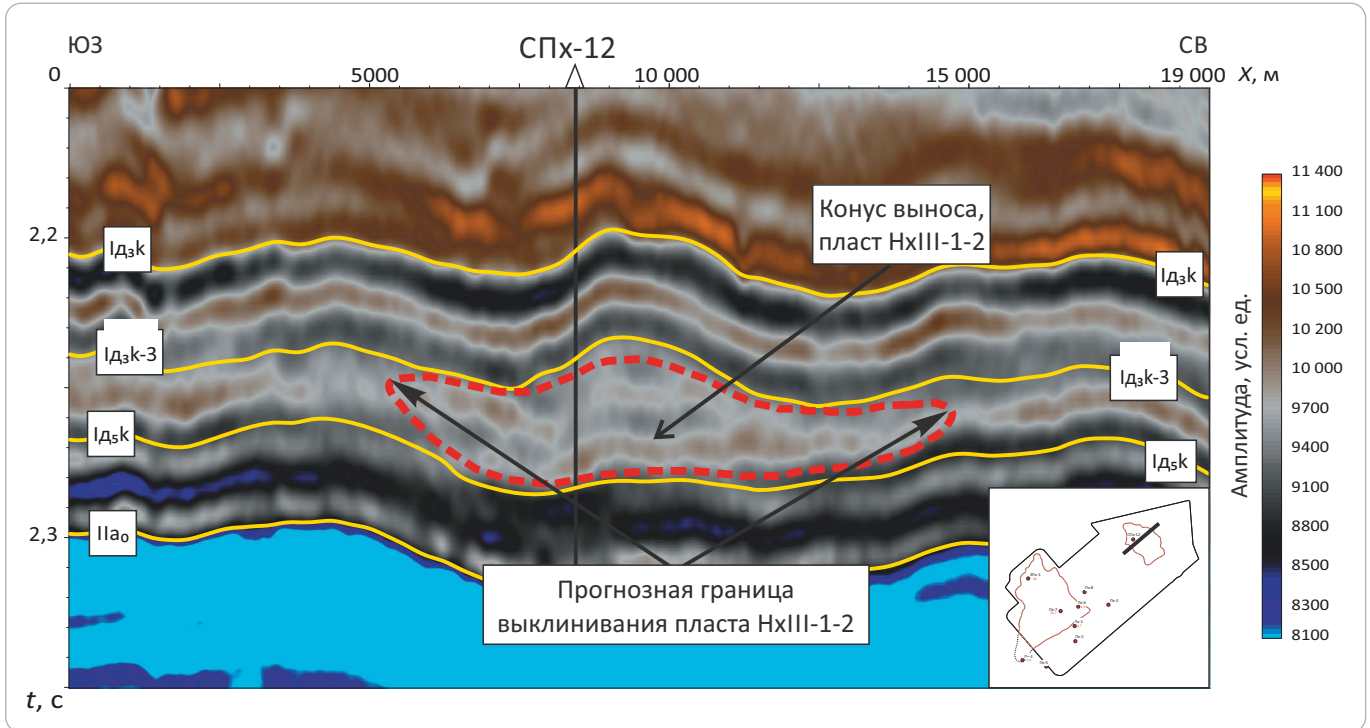 ЮЗ
СПх-12
СВ
0
5000
10 000
15 000
19 000
X, м
2,2
2,3
t, с
Iд₃k
Iд₃k-3
Iд₅k
IIa₀
Конус выноса,
пласт НхIII-1-2
Iд₃k
Iд₃k-3
Iд₅k
Прогнозная граница
выклинивания пласта НхIII-1-2
Амплитуда, усл. ед.
11 400
11 100
10 800
10 500
10 200
10 000
9700
9400
9100
8800
8500
8300
8100